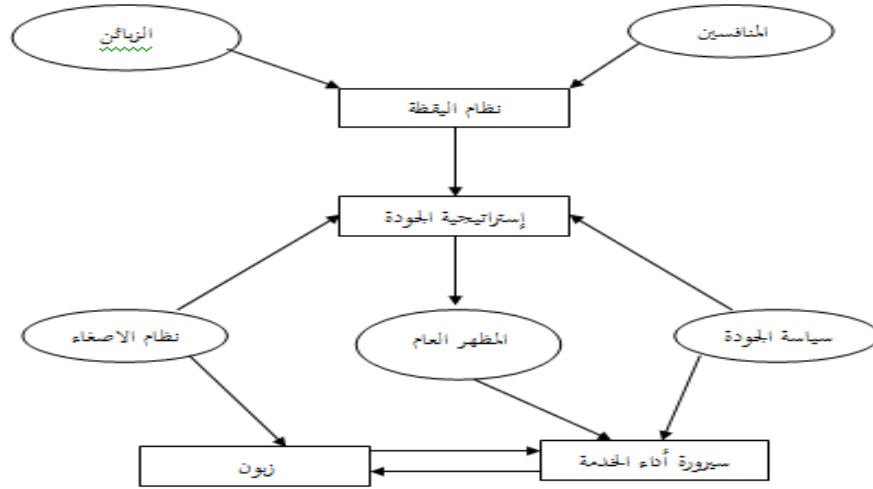 المنافسين
الزبائن
نظام اليقظة
إستراتيجية الجودة
سياسة الجودة
المظهر العام
نظام الاصغاء
سيرورة أداء الخدمة
زبون